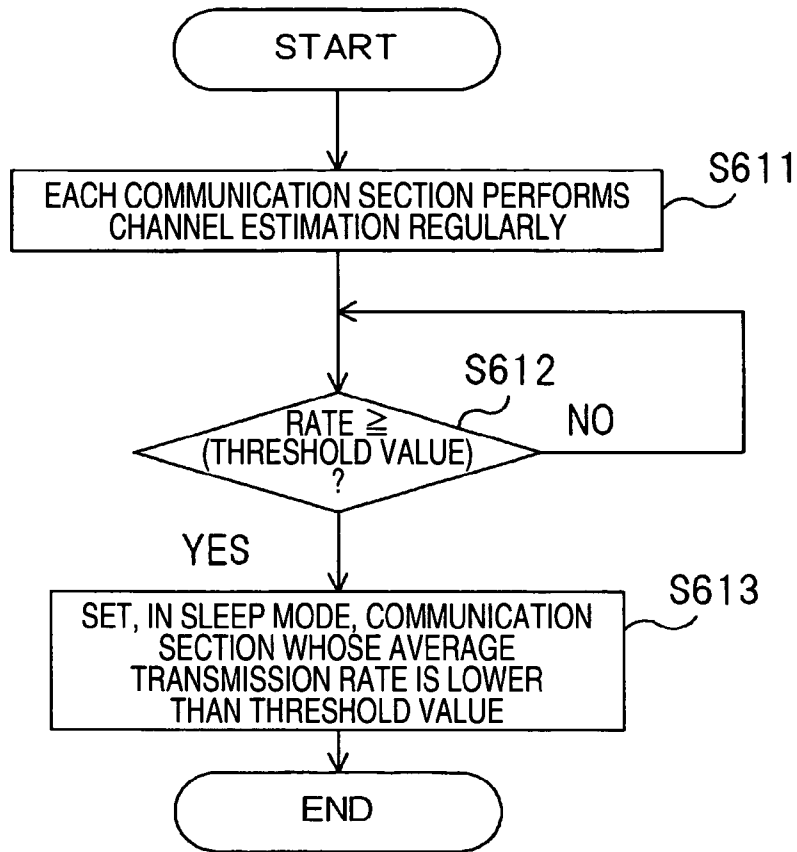 START
S611
EACH COMMUNICATION SECTION PERFORMS
CHANNEL ESTIMATION REGULARLY
S612
RATE ≧
(THRESHOLD VALUE)
?
NO
YES
S613
SET, IN SLEEP MODE, COMMUNICATION
SECTION WHOSE AVERAGE
TRANSMISSION RATE IS LOWER
THAN THRESHOLD VALUE
END